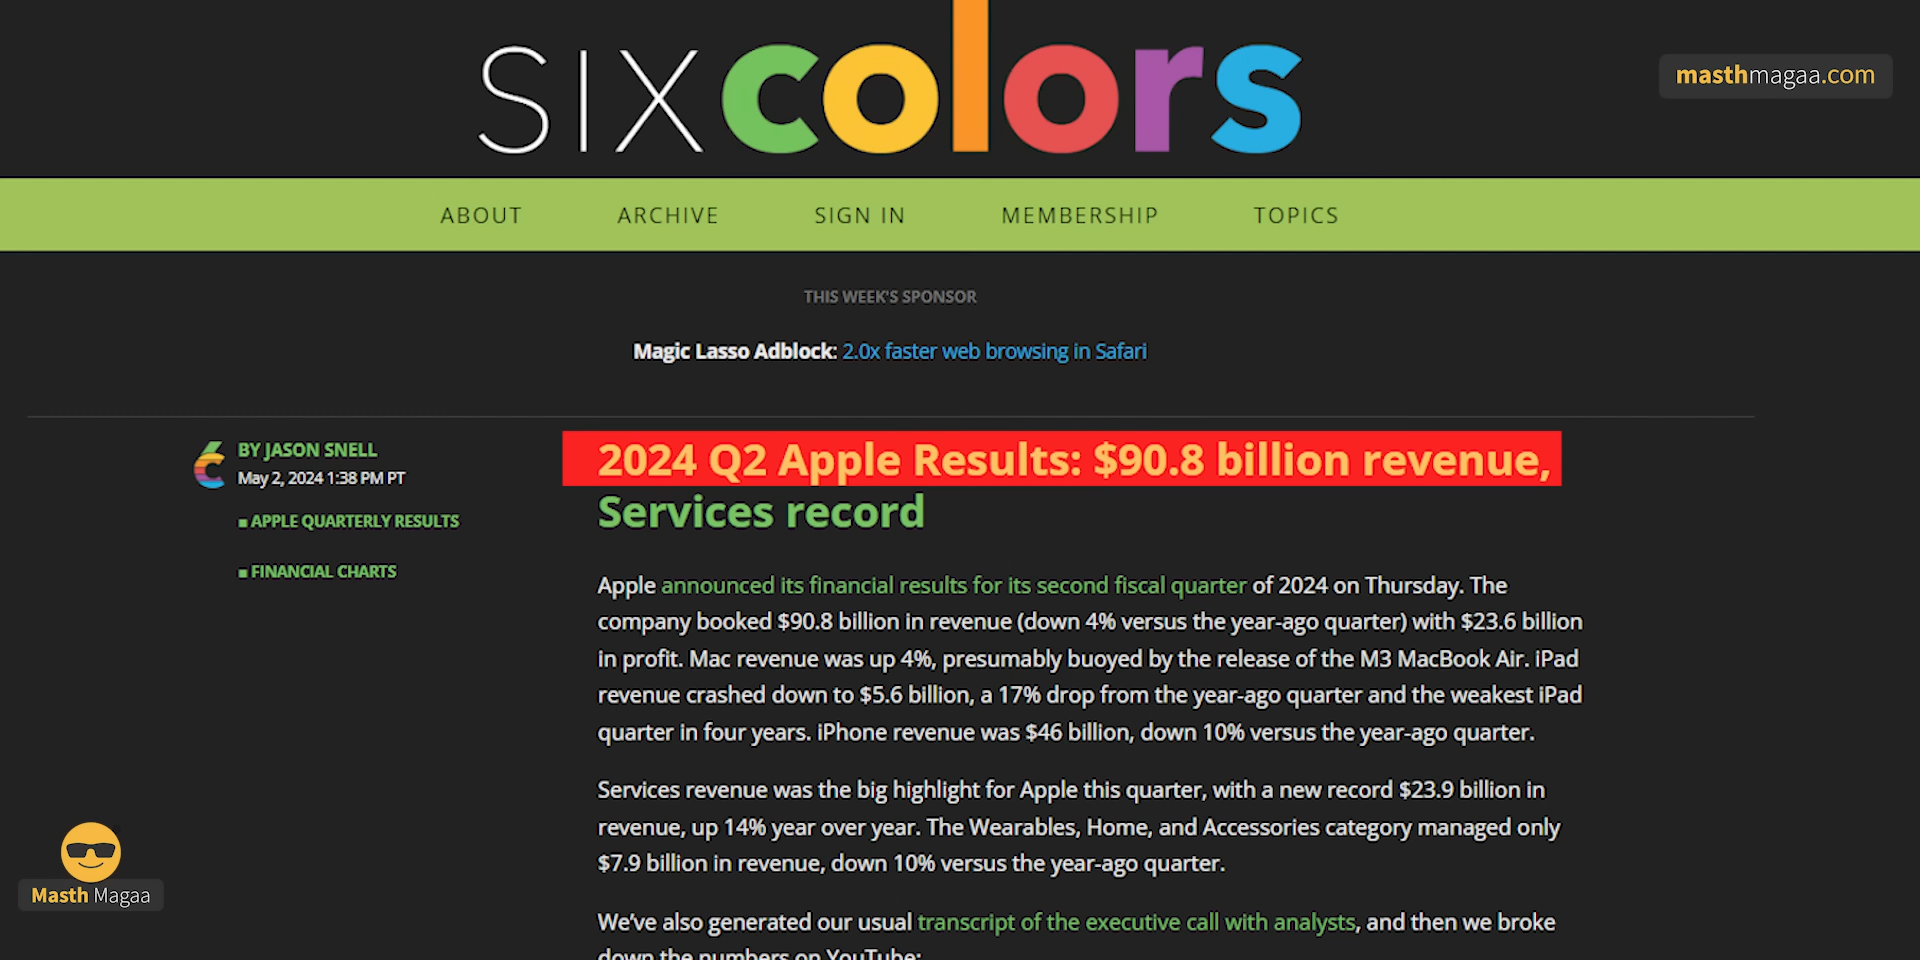 SIXcolors
masthmagaa.com
ABOUT ARCHIVE SIGN IN MEMBERSHIP TOPICS
THIS WEEK'S SPONSOR
Magic Lasso Adblock: 2.0x faster web browsing in Safari
BY JASON SNELL
May 2, 2024 1:38 PM PT
APPLE QUARTERLY RESULTS
FINANCIAL CHARTS
2024 Q2 Apple Results: $90.8 billion revenue,
Services record
Apple announced its financial results for its second fiscal quarter of 2024 on Thursday. The
company booked $90.8 billion in revenue (down 4% versus the year-ago quarter) with $23.6 billion
in profit. Mac revenue was up 4%, presumably buoyed by the release of the M3 MacBook Air. iPad
revenue crashed down to $5.6 billion, a 17% drop from the year-ago quarter and the weakest iPad
quarter in four years. iPhone revenue was $46 billion, down 10% versus the year-ago quarter.
Services revenue was the big highlight for Apple this quarter, with a new record $23.9 billion in
revenue, up 14% year over year. The Wearables, Home, and Accessories category managed only
$7.9 billion in revenue, down 10% versus the year-ago quarter.
We’ve also generated our usual transcript of the executive call with analysts, and then we broke
down the numbers on YouTube:
Masth Magaa